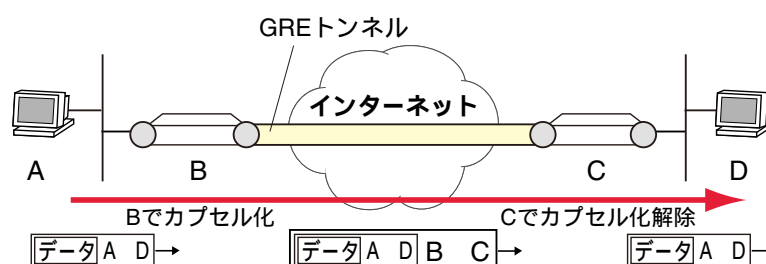 GREトンネル
インターネット
A B C D
Bでカプセル化 Cでカプセル化解除
データ A D データ A D B C データ A D